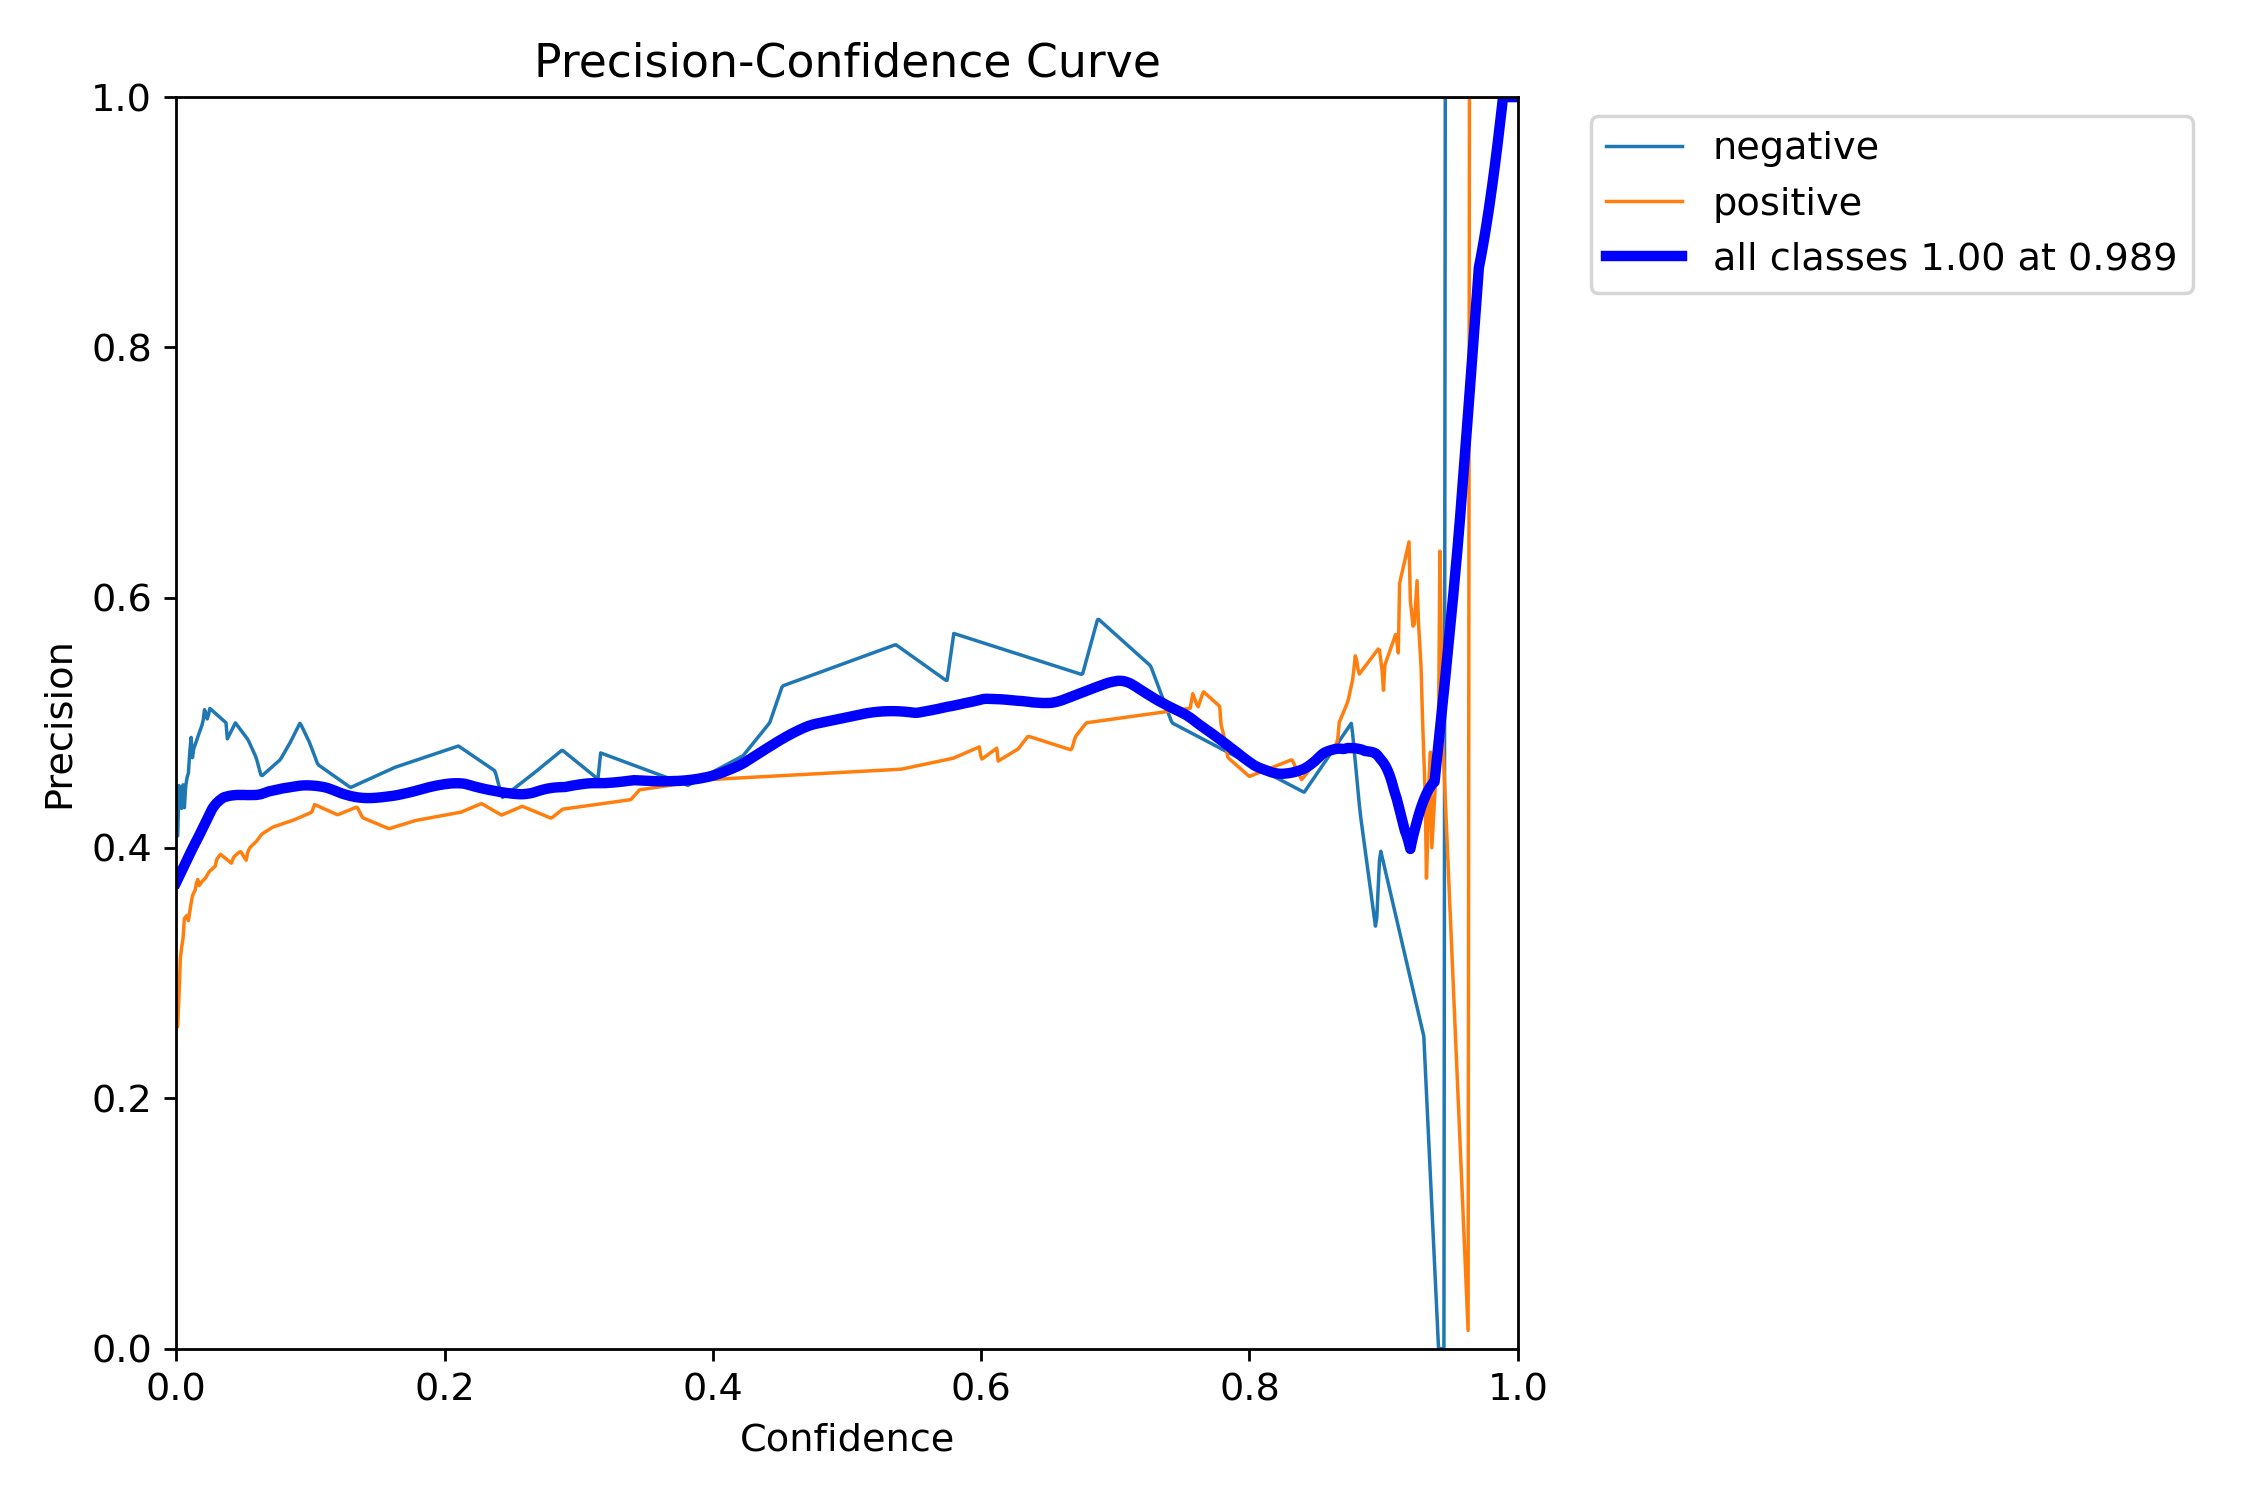 Precision-Confidence Curve
1.0
0.8
0.6
0.4
0.2
0.0
Precision
0.0 0.2 0.4 0.6 0.8 1.0
Confidence
negative
positive
all classes 1.00 at 0.989